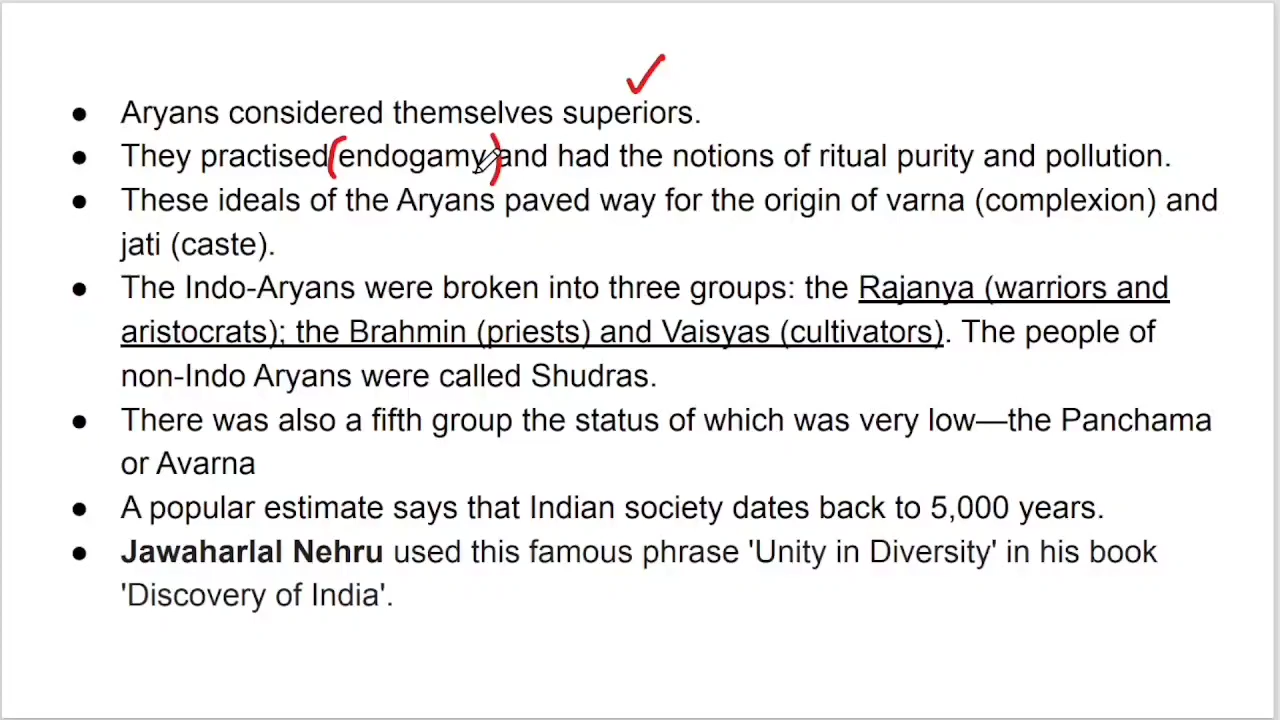 ● Aryans considered themselves superiors.
● They practised (endogamy) and had the notions of ritual purity and pollution.
● These ideals of the Aryans paved way for the origin of varna (complexion) and
jati (caste).
● The Indo-Aryans were broken into three groups: the Rajanya (warriors and
aristocrats); the Brahmin (priests) and Vaisyas (cultivators). The people of
non-Indo Aryans were called Shudras.
● There was also a fifth group the status of which was very low—the Panchama
or Avarna
● A popular estimate says that Indian society dates back to 5,000 years.
● Jawaharlal Nehru used this famous phrase 'Unity in Diversity' in his book
'Discovery of India'.